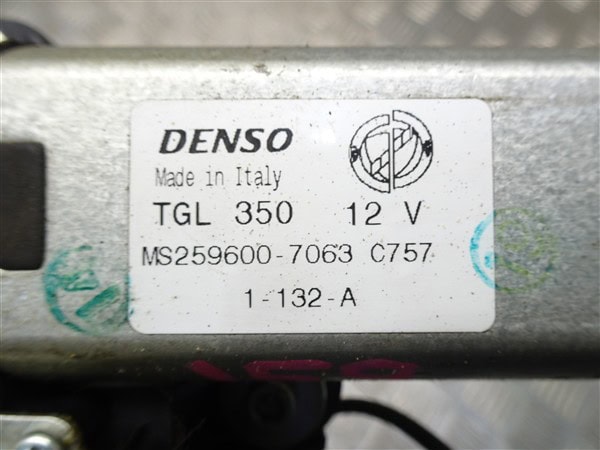 DENSO
Made in Italy
TGL 350 12 V
MS259600-7063 C757
1-132-A